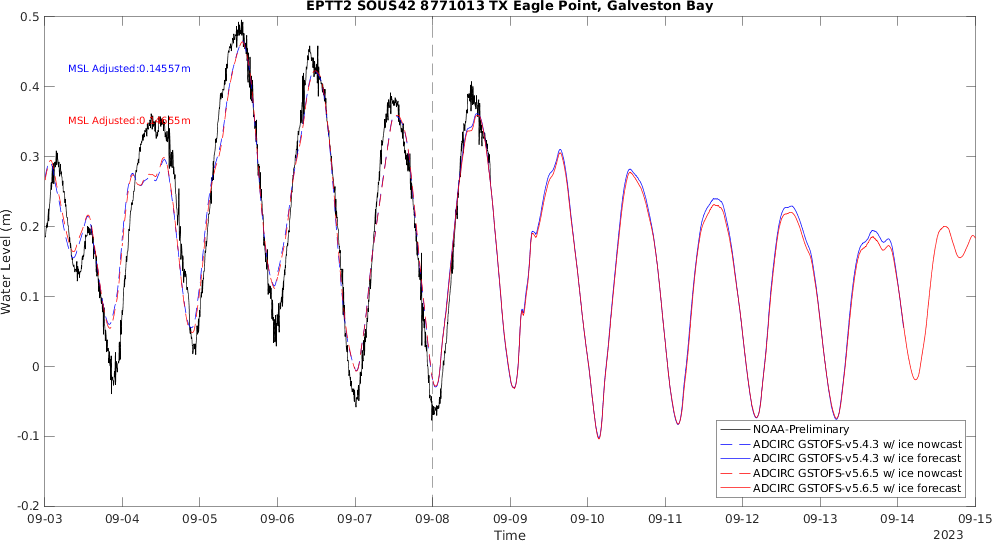 EPTT2 SOUS42 8771013 TX Eagle Point, Galveston Bay
0.5
0.4
0.3
0.2
0.1
0
-0.1
-0.2
Water Level (m)
MSL Adjusted:0.14557m
MSL
NOAA-Preliminary
ADCIRC GSTOFS-v5.4.3 w/ ice nowcast
ADCIRC GSTOFS-v5.4.3 w/ ice forecast
ADCIRC GSTOFS-v5.6.5 w/ ice nowcast
ADCIRC GSTOFS-v5.6.5 w/ ice forecast
09-03 09-04 09-05 09-06 09-07 09-08 09-09 09-10 09-11 09-12 09-13 09-14 09-15
Time
2023